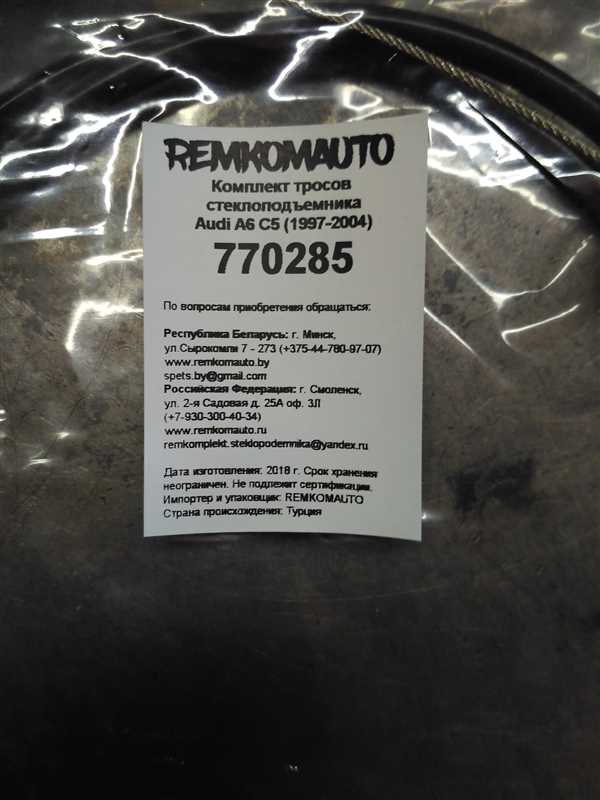 REMKOMAUTO
Комплект тросов
стеклоподъемника
Audi A6 C5 (1997-2004)
770285
По вопросам приобретения обращаться:
Республика Беларусь: г. Минск,
ул.Сырокомли 7 - 273 (+375-44-780-97-07)
www.remkomauto.by
spets.by@gmail.com
Российская Федерация: г. Смоленск,
ул. 2-я Садовая д. 25А оф. 3Л
(+7-930-300-40-34)
www.remkomauto.ru
remkomplekt.steklopodemnika@yandex.ru
Дата изготовления: 2018 г. Срок хранения
неограничен. Не подлежит сертификации.
Импортер и упаковщик: REMKOMAUTO
Страна происхождения: Турция